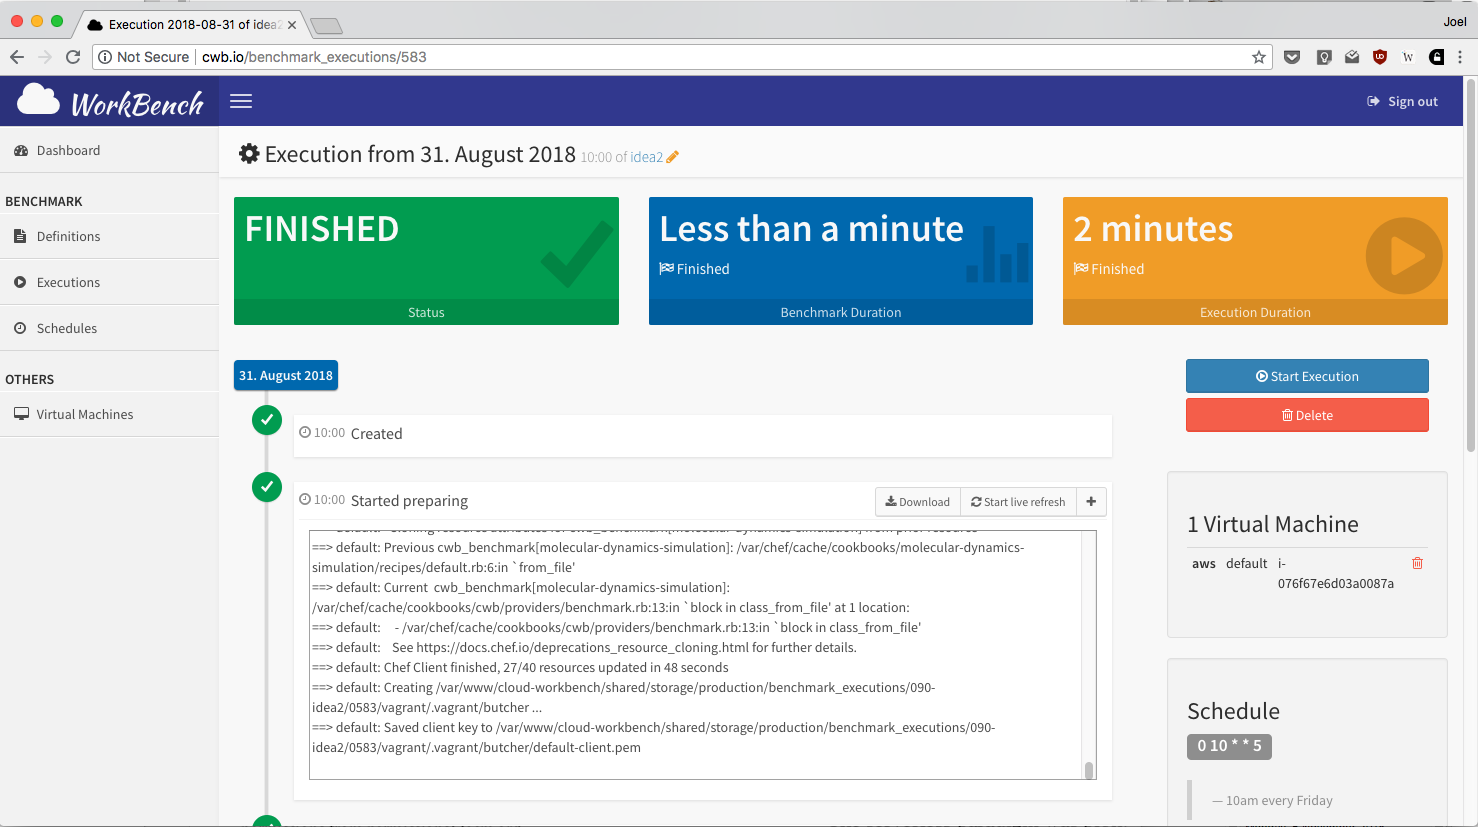 Execution 2018-08-31 of idea2
Joel
Not Secure | cwb.io/benchmark_executions/583
WorkBench
Sign out
Dashboard
BENCHMARK
Definitions
Executions
Schedules
OTHERS
Virtual Machines
Execution from 31. August 2018 10:00 of idea2
FINISHED
Status
Less than a minute
Finished
Benchmark Duration
2 minutes
Finished
Execution Duration
31. August 2018
10:00 Created
10:00 Started preparing
Download
Start live refresh
==> default: Previous cwb_benchmark[molecular-dynamics-simulation]: /var/chef/cache/cookbooks/molecular-dynamics-
simulation/recipes/default.rb:6:in `from_file'
==> default: Current  cwb_benchmark[molecular-dynamics-simulation]:
/var/chef/cache/cookbooks/cwb/providers/benchmark.rb:13:in `block in class_from_file' at 1 location:
==> default:    - /var/chef/cache/cookbooks/cwb/providers/benchmark.rb:13:in `block in class_from_file'
==> default:    See https://docs.chef.io/deprecations_resource_cloning.html for further details.
==> default: Chef Client finished, 27/40 resources updated in 48 seconds
==> default: Creating /var/www/cloud-workbench/shared/storage/production/benchmark_executions/090-
idea2/0583/vagrant/.vagrant/butcher ...
==> default: Saved client key to /var/www/cloud-workbench/shared/storage/production/benchmark_executions/090-
idea2/0583/vagrant/.vagrant/butcher/default-client.pem
Start Execution
Delete
1 Virtual Machine
aws default i-
076f67e6d03a0087a
Schedule
0 10 * * 5
— 10am every Friday